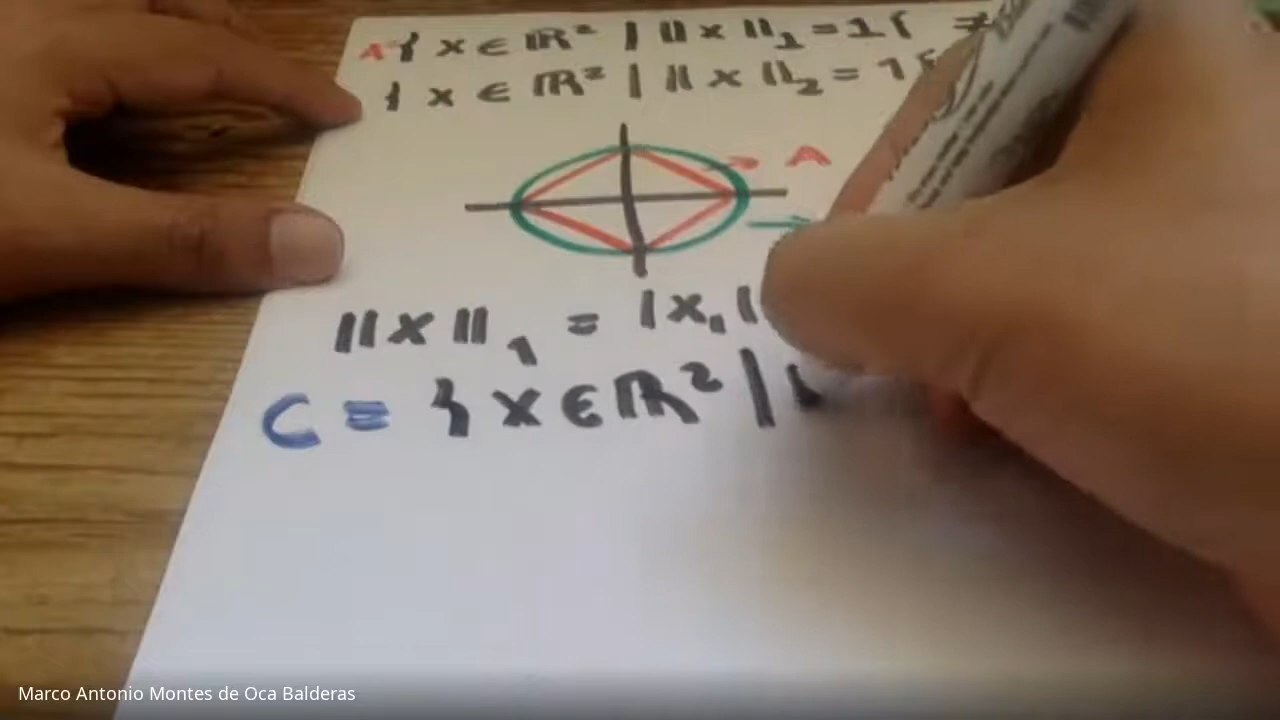 A { x ∈ ℝ² | ||x||₁ = 1 { ≠
{ x ∈ ℝ² | ||x||₂ = 1 {
A
||x||₁ = |x₁|
C = { x ∈ ℝ² |
Marco Antonio Montes de Oca Balderas